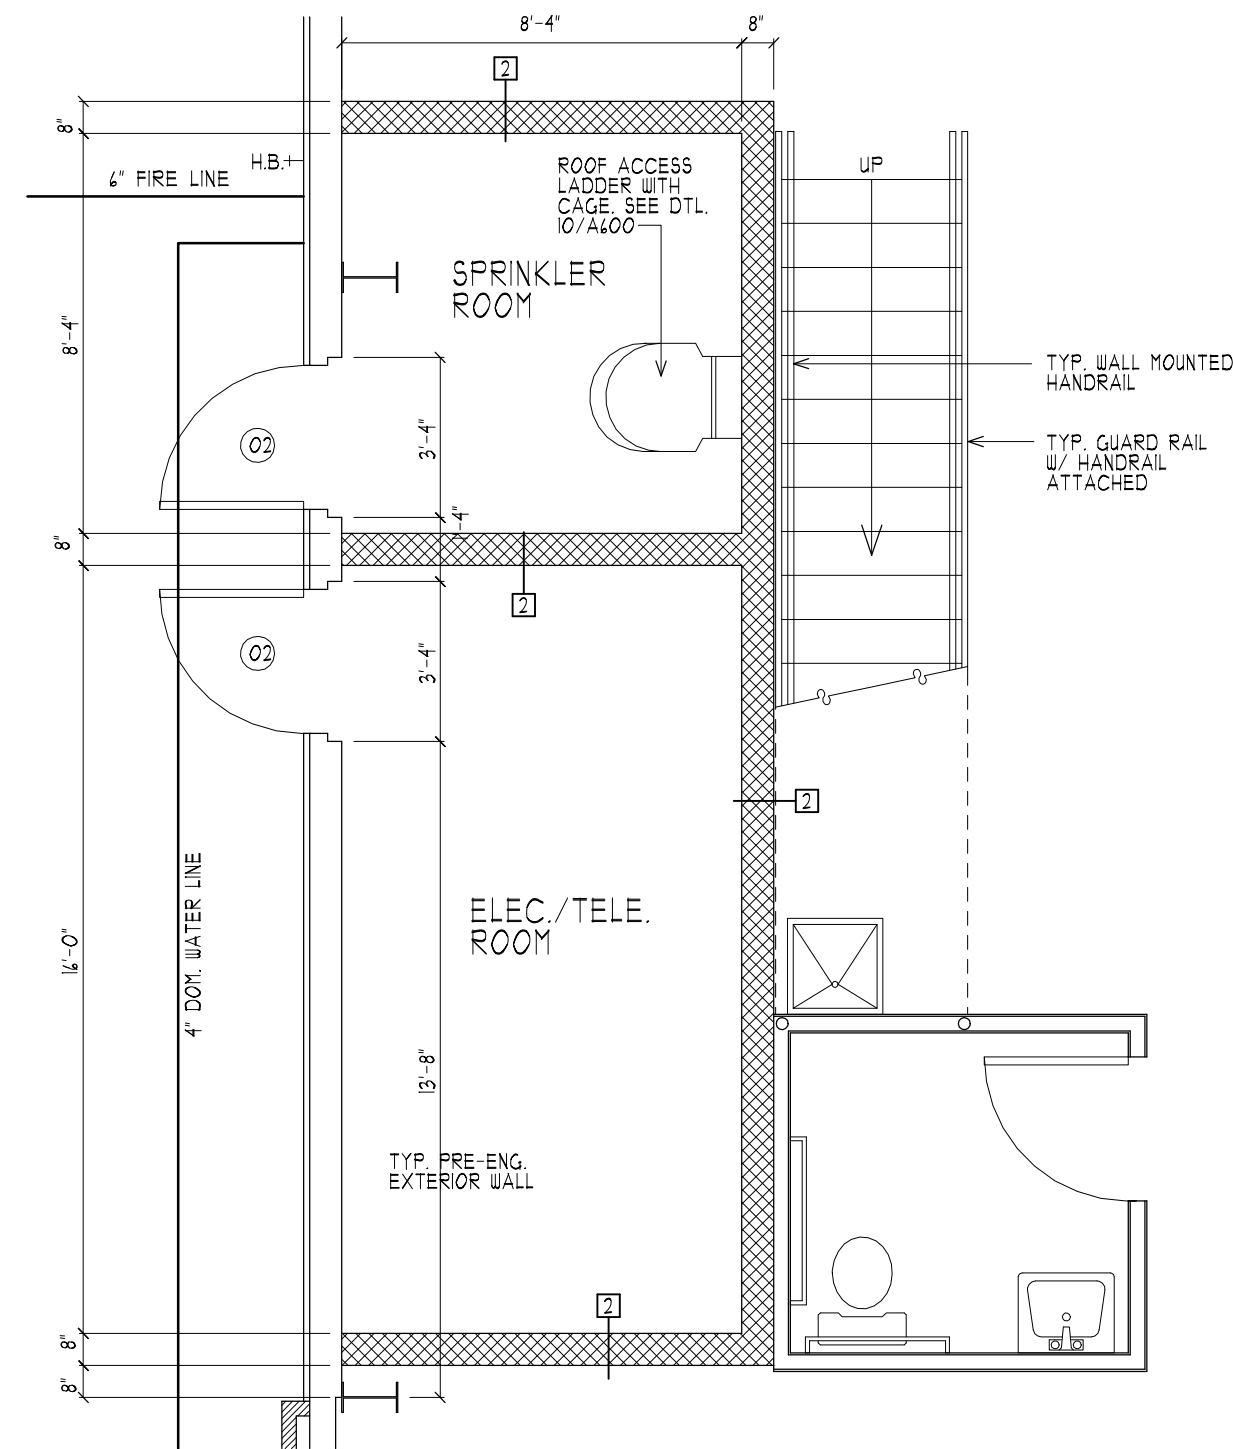 8'-4"
8"
2
8"
H.B.
6" FIRE LINE
ROOF ACCESS
LADDER WITH
CAGE. SEE DTL.
10/A600
UP
SPRINKLER
ROOM
8'-4"
TYP. WALL MOUNTED
HANDRAIL
3'-4"
02
TYP. GUARD RAIL
W/ HANDRAIL
ATTACHED
8"
2
02
3'-4"
2
4" DOM. WATER LINE
ELEC./TELE.
ROOM
16'-0"
13'-8"
TYP. PRE-ENG.
EXTERIOR WALL
2
8"
8"